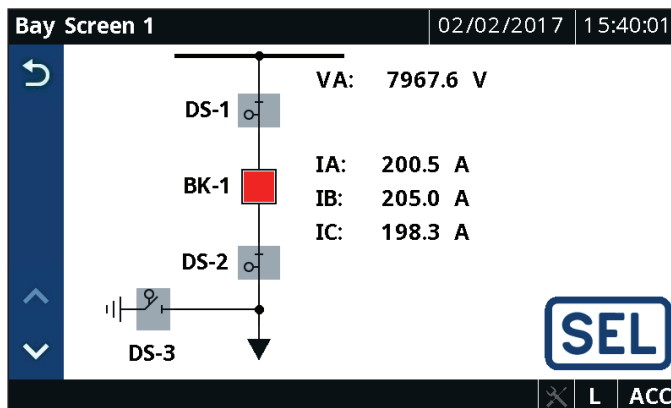 Bay Screen 1 02/02/2017 15:40:01
VA: 7967.6 V
DS-1
IA: 200.5 A
BK-1
IB: 205.0 A
IC: 198.3 A
DS-2
SEL
DS-3
L ACC